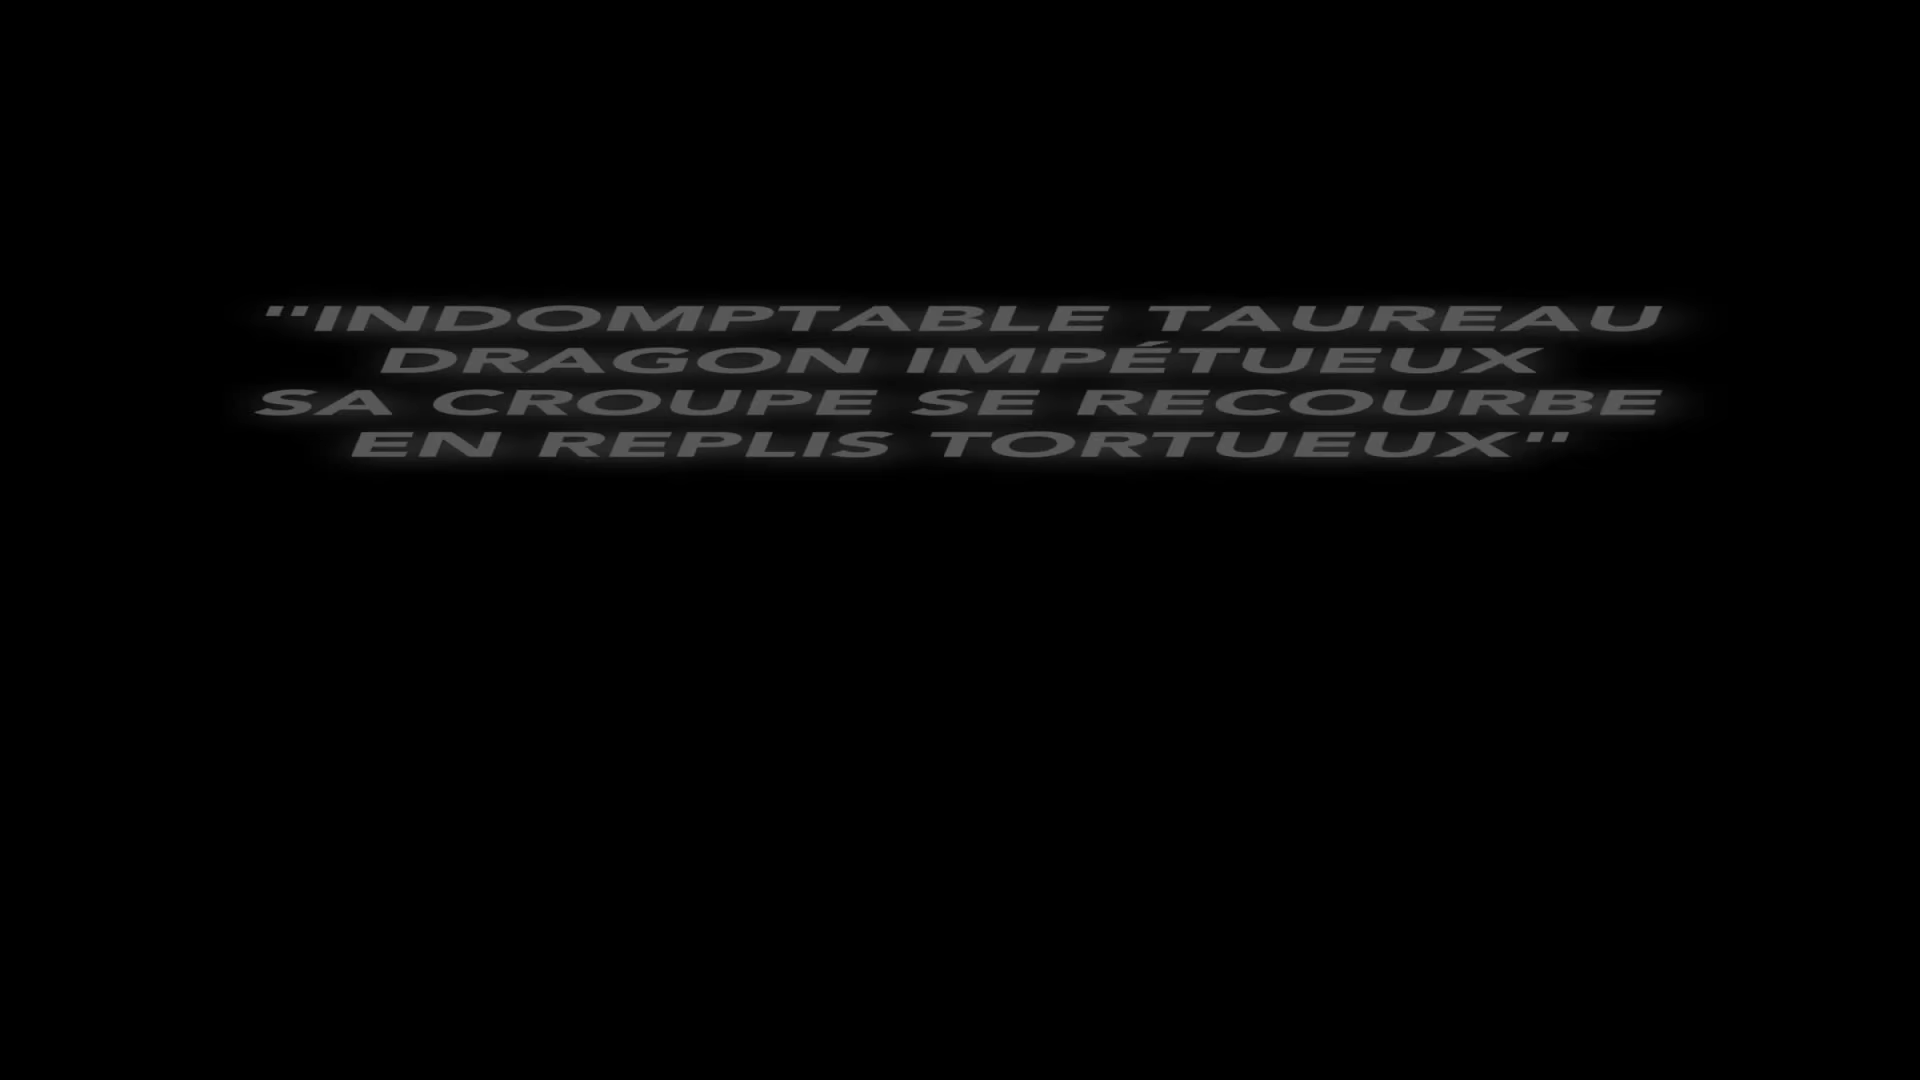 "INDOMPTABLE TAUREAU
DRAGON IMPÉTUEUX
SA CROUPE SE RECOURBE
EN REPLIS TORTUEUX"